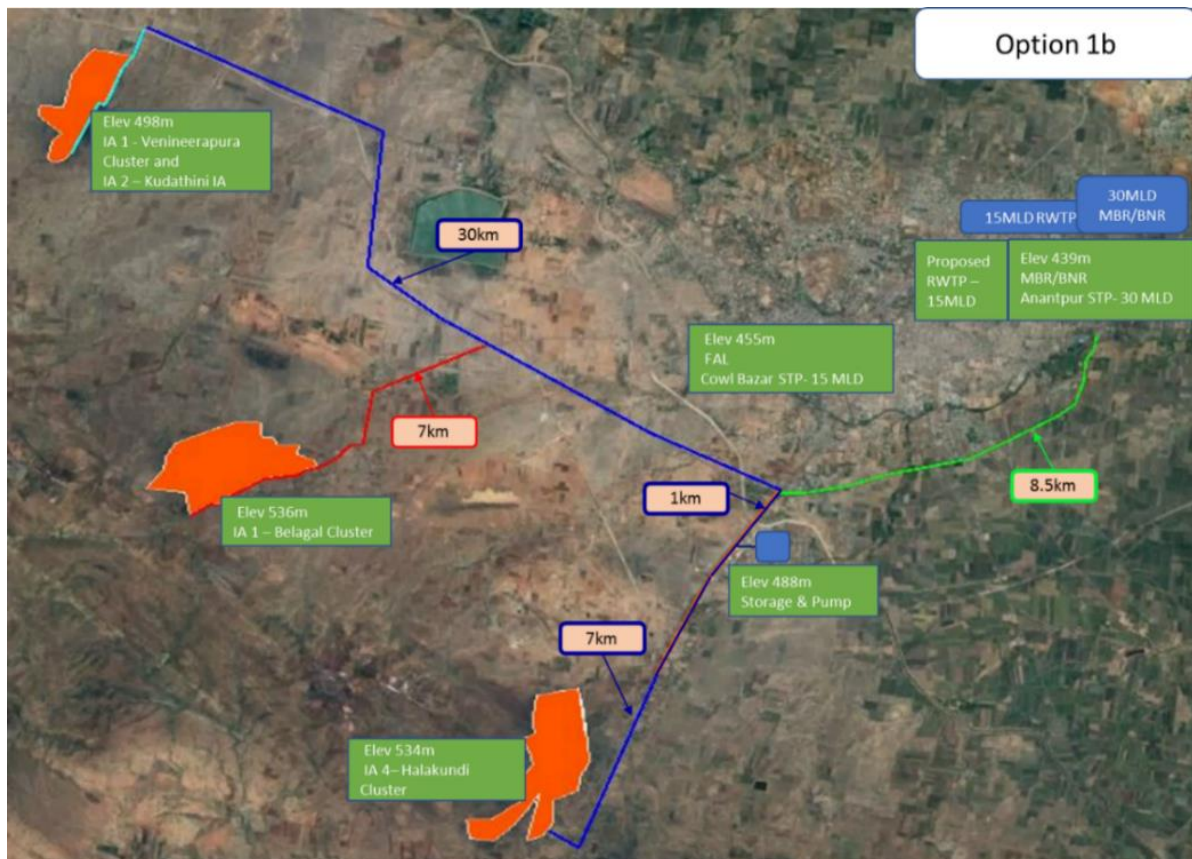 Option 1b
Elev 498m
IA 1 - Venineerapura
Cluster and
IA 2 – Kudathini IA
30km
15MLD RWTP
30MLD
MBR/BNR
Proposed
RWTP –
15MLD
Elev 439m
MBR/BNR
Anantpur STP- 30 MLD
Elev 455m
FAL
Cowl Bazar STP- 15 MLD
7km
8.5km
1km
Elev 536m
IA 1 – Belagal Cluster
Elev 488m
Storage & Pump
7km
Elev 534m
IA 4– Halakundi
Cluster